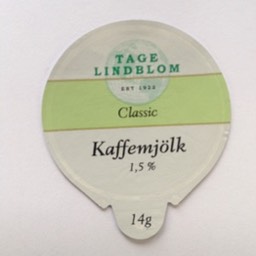 TAGE
LINDBLOM
EST 1922
Classic
Kaffemjölk
1,5 %
14g